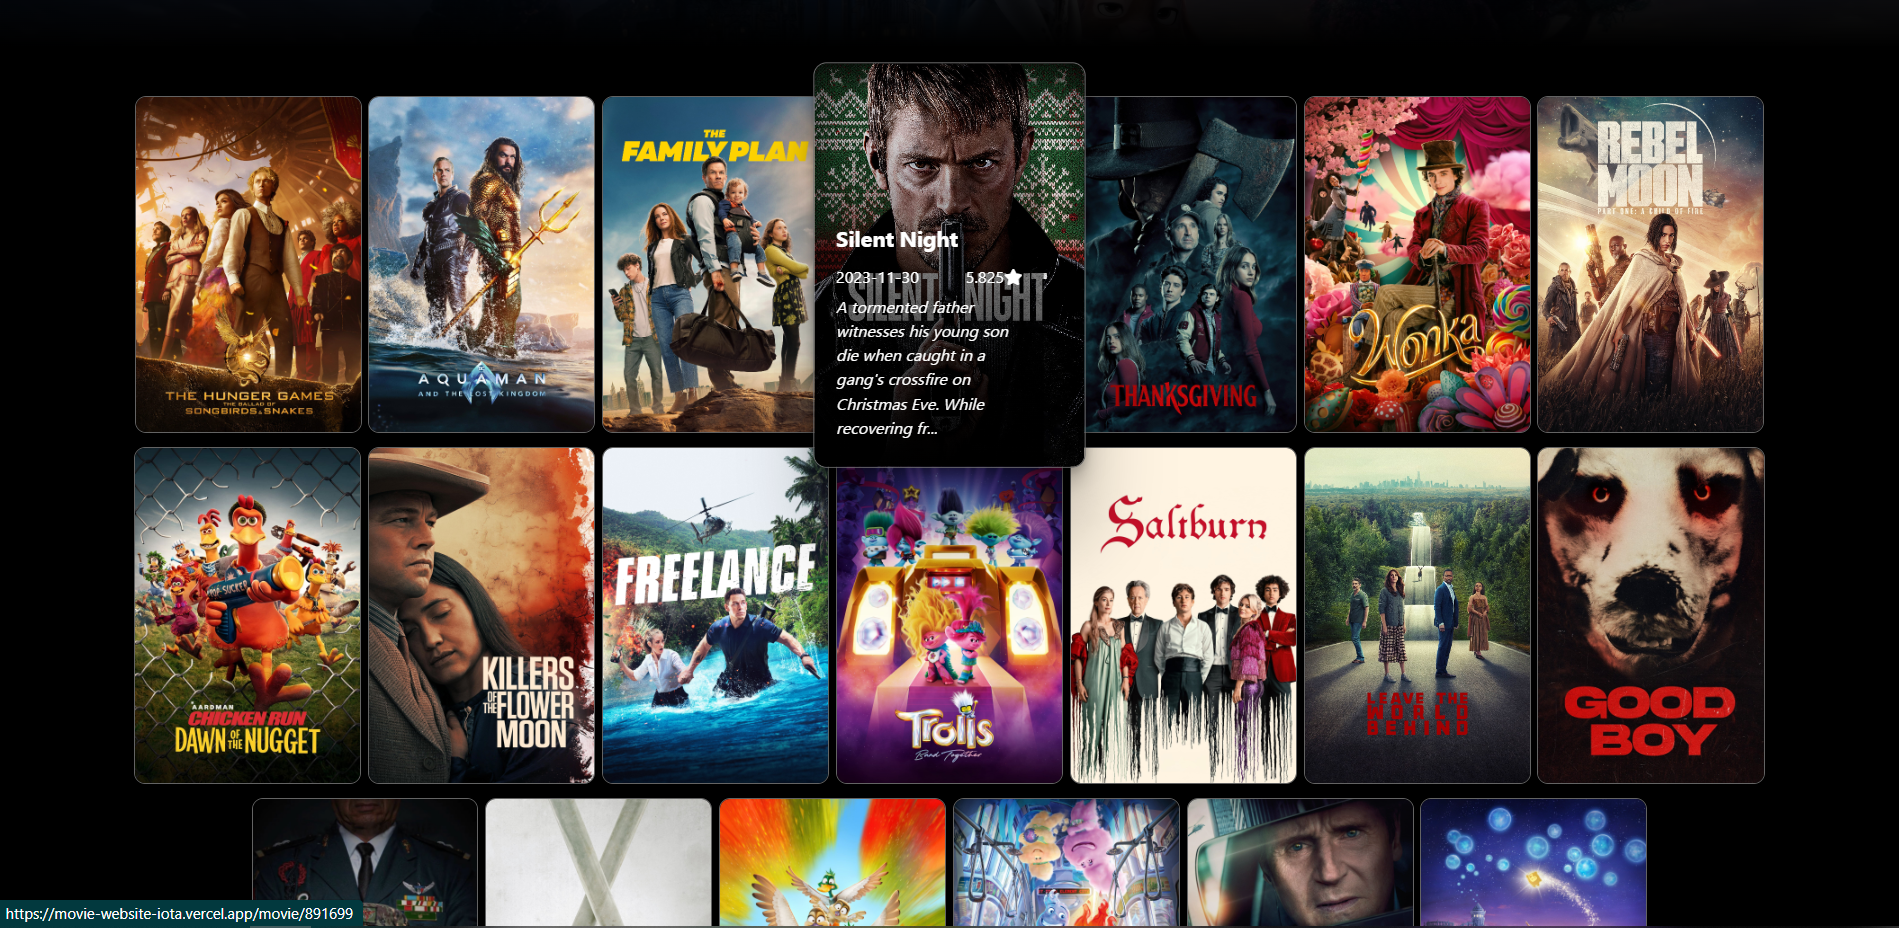 THE HUNGER GAMES
THE BALLAD OF
SONGBIRDS & SNAKES
AQUAMAN
AND THE LOST KINGDOM
THE
FAMILY PLAN
Silent Night
2023-11-30 5.825
SILENT NIGHT
A tormented father
witnesses his young son
die when caught in a
gang's crossfire on
Christmas Eve. While
recovering fr...
THANKSGIVING
Wonka
REBEL
MOON
PART ONE: A CHILD OF FIRE
AARDMAN
CHICKEN RUN
DAWN OF THE NUGGET
KILLERS
OF THE FLOWER
MOON
FREELANCE
Trolls
Band Together
Saltburn
LEAVE THE
WORLD
BEHIND
GOOD
BOY
https://movie-website-iota.vercel.app/movie/891699